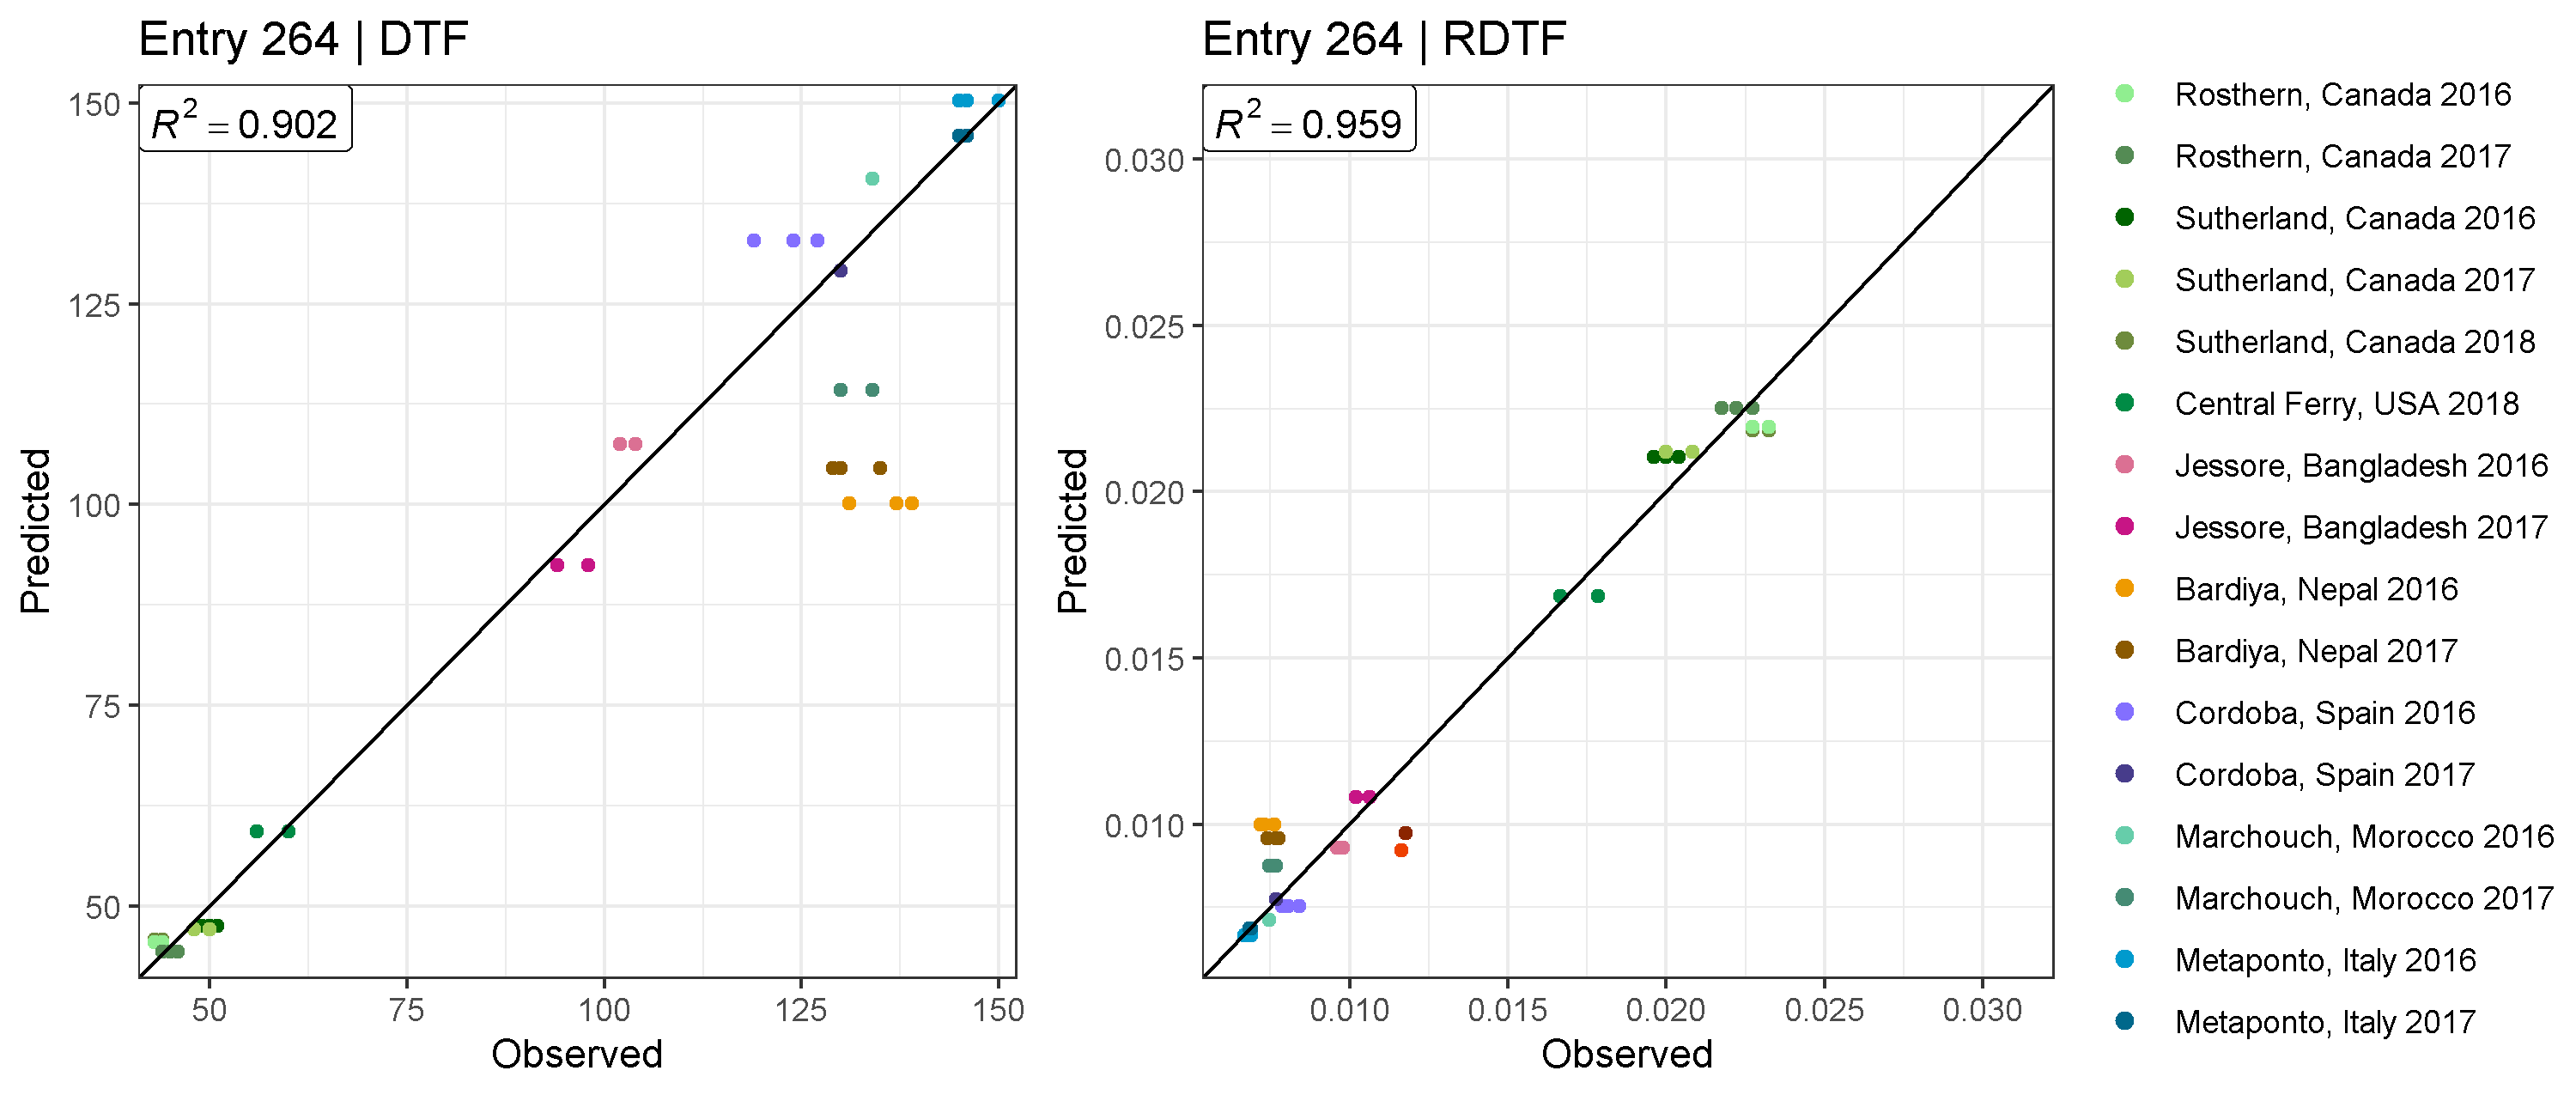 Entry 264 | DTF
R² = 0.902
150
125
100
75
50
Predicted
50 75 100 125 150
Observed
Entry 264 | RDTF
R² = 0.959
0.030
0.025
0.020
0.015
0.010
Predicted
0.010 0.015 0.020 0.025 0.030
Observed
Rosthern, Canada 2016
Rosthern, Canada 2017
Sutherland, Canada 2016
Sutherland, Canada 2017
Sutherland, Canada 2018
Central Ferry, USA 2018
Jessore, Bangladesh 2016
Jessore, Bangladesh 2017
Bardiya, Nepal 2016
Bardiya, Nepal 2017
Cordoba, Spain 2016
Cordoba, Spain 2017
Marchouch, Morocco 2016
Marchouch, Morocco 2017
Metaponto, Italy 2016
Metaponto, Italy 2017